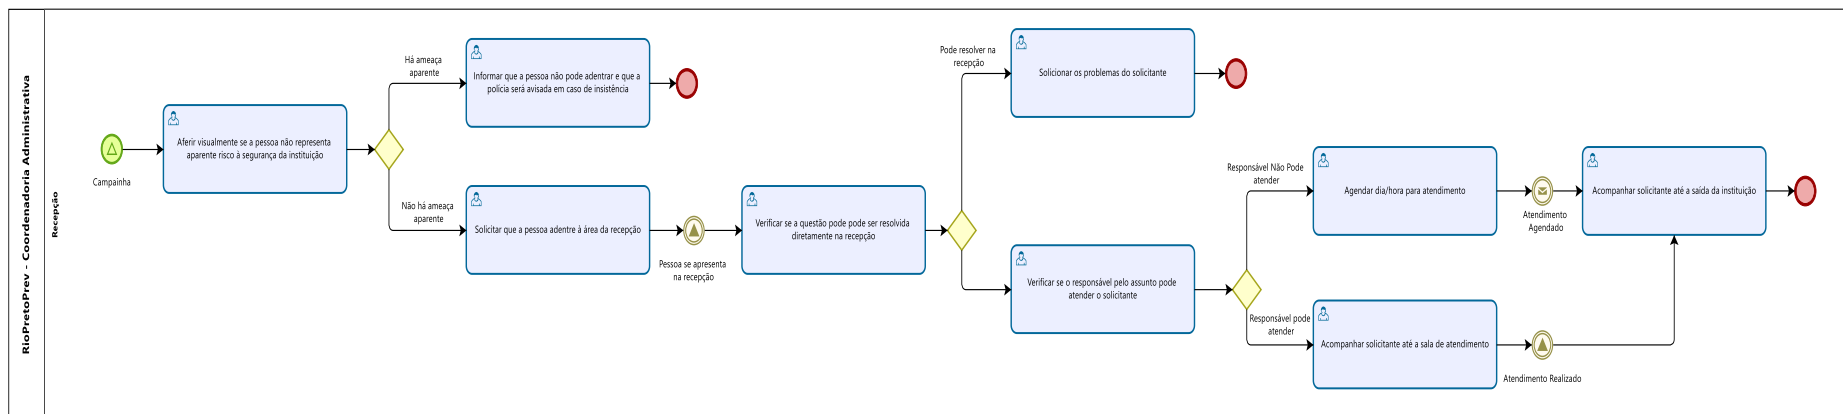 RioPretoPrev - Coordenadoria Administrativa
Recepção
Campainha
Aferir visualmente se a pessoa não representa
aparente risco à segurança da instituição
Há ameaça
aparente
Informar que a pessoa não pode adentrar e que a
polícia será avisada em caso de insistência
Não há ameaça
aparente
Solicitar que a pessoa adentre à área da recepção
Pessoa se apresenta
na recepção
Verificar se a questão pode pode ser resolvida
diretamente na recepção
Pode resolver na
recepção
Solicionar os problemas do solicitante
Verificar se o responsável pelo assunto pode
atender o solicitante
Responsável Não Pode
atender
Agendar dia/hora para atendimento
Atendimento
Agendado
Acompanhar solicitante até a saída da instituição
Responsável pode
atender
Acompanhar solicitante até a sala de atendimento
Atendimento Realizado